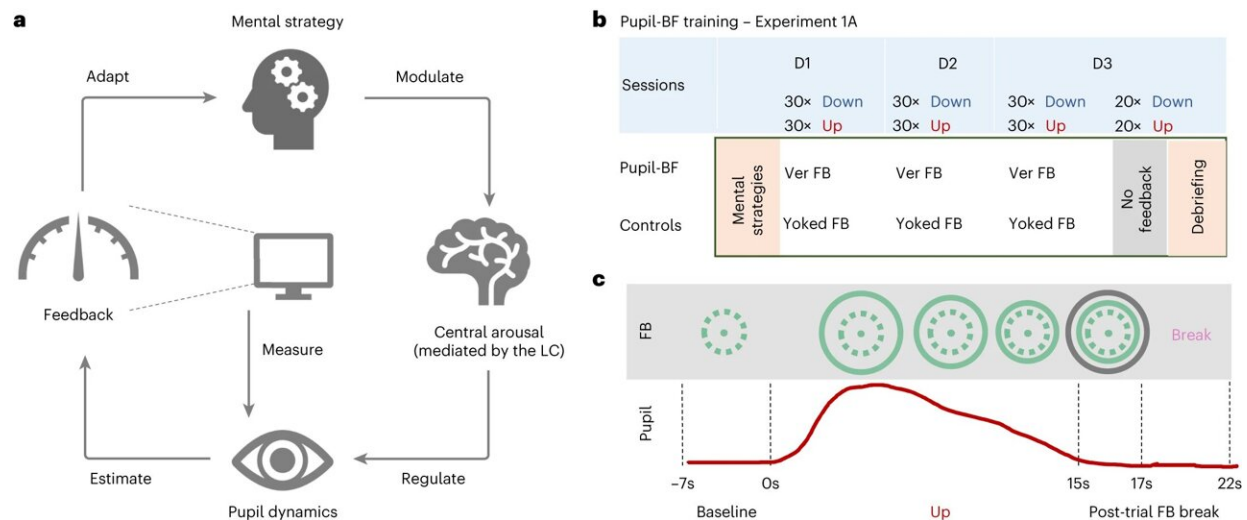 a
Mental strategy
Adapt
Modulate
Feedback
Measure
Central arousal
(mediated by the LC)
Estimate
Regulate
Pupil dynamics
b Pupil-BF training – Experiment 1A
Sessions
D1 D2 D3
30× Down 30× Down 30× Down 20× Down
30× Up 30× Up 30× Up 20× Up
Pupil-BF
Controls
Mental
strategies
Ver FB Ver FB Ver FB
Yoked FB Yoked FB Yoked FB
No
feedback
Debriefing
c
FB
Break
Pupil
–7s 0s 15s 17s 22s
Baseline Up Post-trial FB break